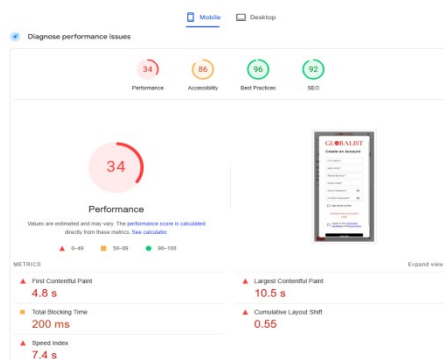 Mobile Desktop
Diagnose performance issues
34 86 96 92
Performance Accessibility Best Practices SEO
34
Performance
Values are estimated and may vary. The performance score is calculated
directly from these metrics. See calculator.
0–49 50–89 90–100
GLOBALIST
Create an Account
METRICS Expand view
First Contentful Paint
4.8 s
Largest Contentful Paint
10.5 s
Total Blocking Time
200 ms
Cumulative Layout Shift
0.55
Speed Index
7.4 s